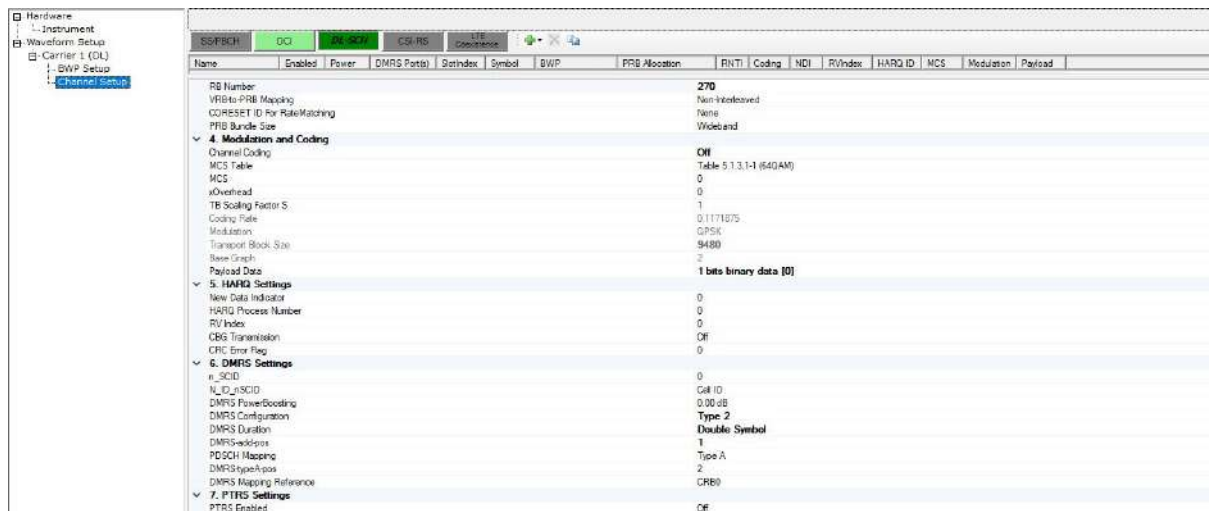 Hardware
Instrument
Waveform Setup
Carrier 1 (DL)
BWP Setup
Channel Setup
SS/PBCH DCI DL-SCH CSI-RS LTE Coexistence
Name Enabled Power DMRS Port(s) SlotIndex Symbol BWP PRB Allocation RNTI Coding NDI RVIndex HARQ ID MCS Modulation Payload
RB Number 270
VRB-to-PRB Mapping Non-Interleaved
CORESET ID For RateMatching None
PRB Bundle Size Wideband
4. Modulation and Coding
Channel Coding Off
MCS Table Table 5.1.3.1-1 (64QAM)
MCS 0
xOverhead 0
TB Scaling Factor S 1
Coding Rate 0.1171875
Modulation QPSK
Transport Block Size 9480
Base Graph 2
Payload Data 1 bits binary data [0]
5. HARQ Settings
New Data Indicator 0
HARQ Process Number 0
RV Index 0
CBG Transmission Off
CRC Error Flag 0
6. DMRS Settings
n_SCID 0
N_ID_nSCID Cell ID
DMRS PowerBoosting 0.00 dB
DMRS Configuration Type 2
DMRS Duration Double Symbol
DMRS-add-pos 1
PDSCH Mapping Type A
DMRS-typeA-pos 2
DMRS Mapping Reference CRB0
7. PTRS Settings
PTRS Enabled Off